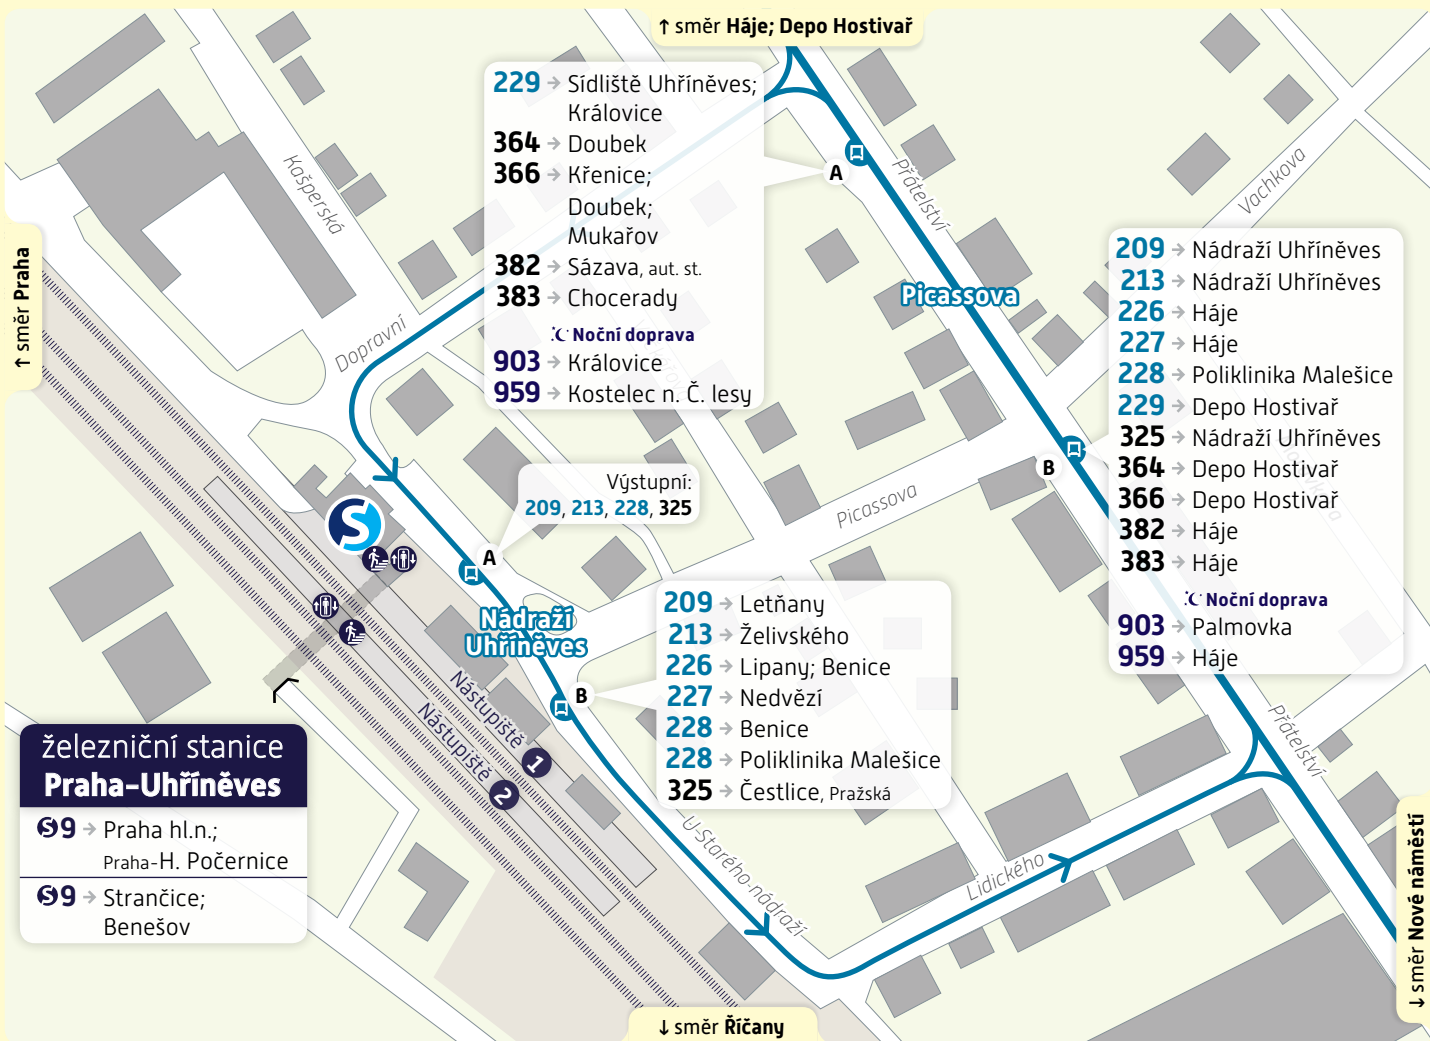 ↑ směr Háje; Depo Hostivař
229 → Sídliště Uhříněves;
Královice
364 → Doubek
366 → Křenice;
Doubek;
Mukařov
382 → Sázava, aut. st.
383 → Chocerady
Noční doprava
903 → Královice
959 → Kostelec n. Č. lesy
A
Přátelství
Vachkova
Kašperská
↑ směr Praha
Dopravní
Picassova
209 → Nádraží Uhříněves
213 → Nádraží Uhříněves
226 → Háje
227 → Háje
228 → Poliklinika Malešice
229 → Depo Hostivař
325 → Nádraží Uhříněves
364 → Depo Hostivař
366 → Depo Hostivař
382 → Háje
383 → Háje
Noční doprava
903 → Palmovka
959 → Háje
B
Picassova
Výstupní:
209, 213, 228, 325
S
A
Nádraží
Uhříněves
B
209 → Letňany
213 → Želivského
226 → Lipany; Benice
227 → Nedvězí
228 → Benice
228 → Poliklinika Malešice
325 → Čestlice, Pražská
Nástupiště 1
Nástupiště 2
železniční stanice
Praha-Uhříněves
S9 → Praha hl.n.;
Praha-H. Počernice
S9 → Strančice;
Benešov
Přátelství
U Starého nádraží
Lidického
↓ směr Nové náměstí
↓ směr Říčany